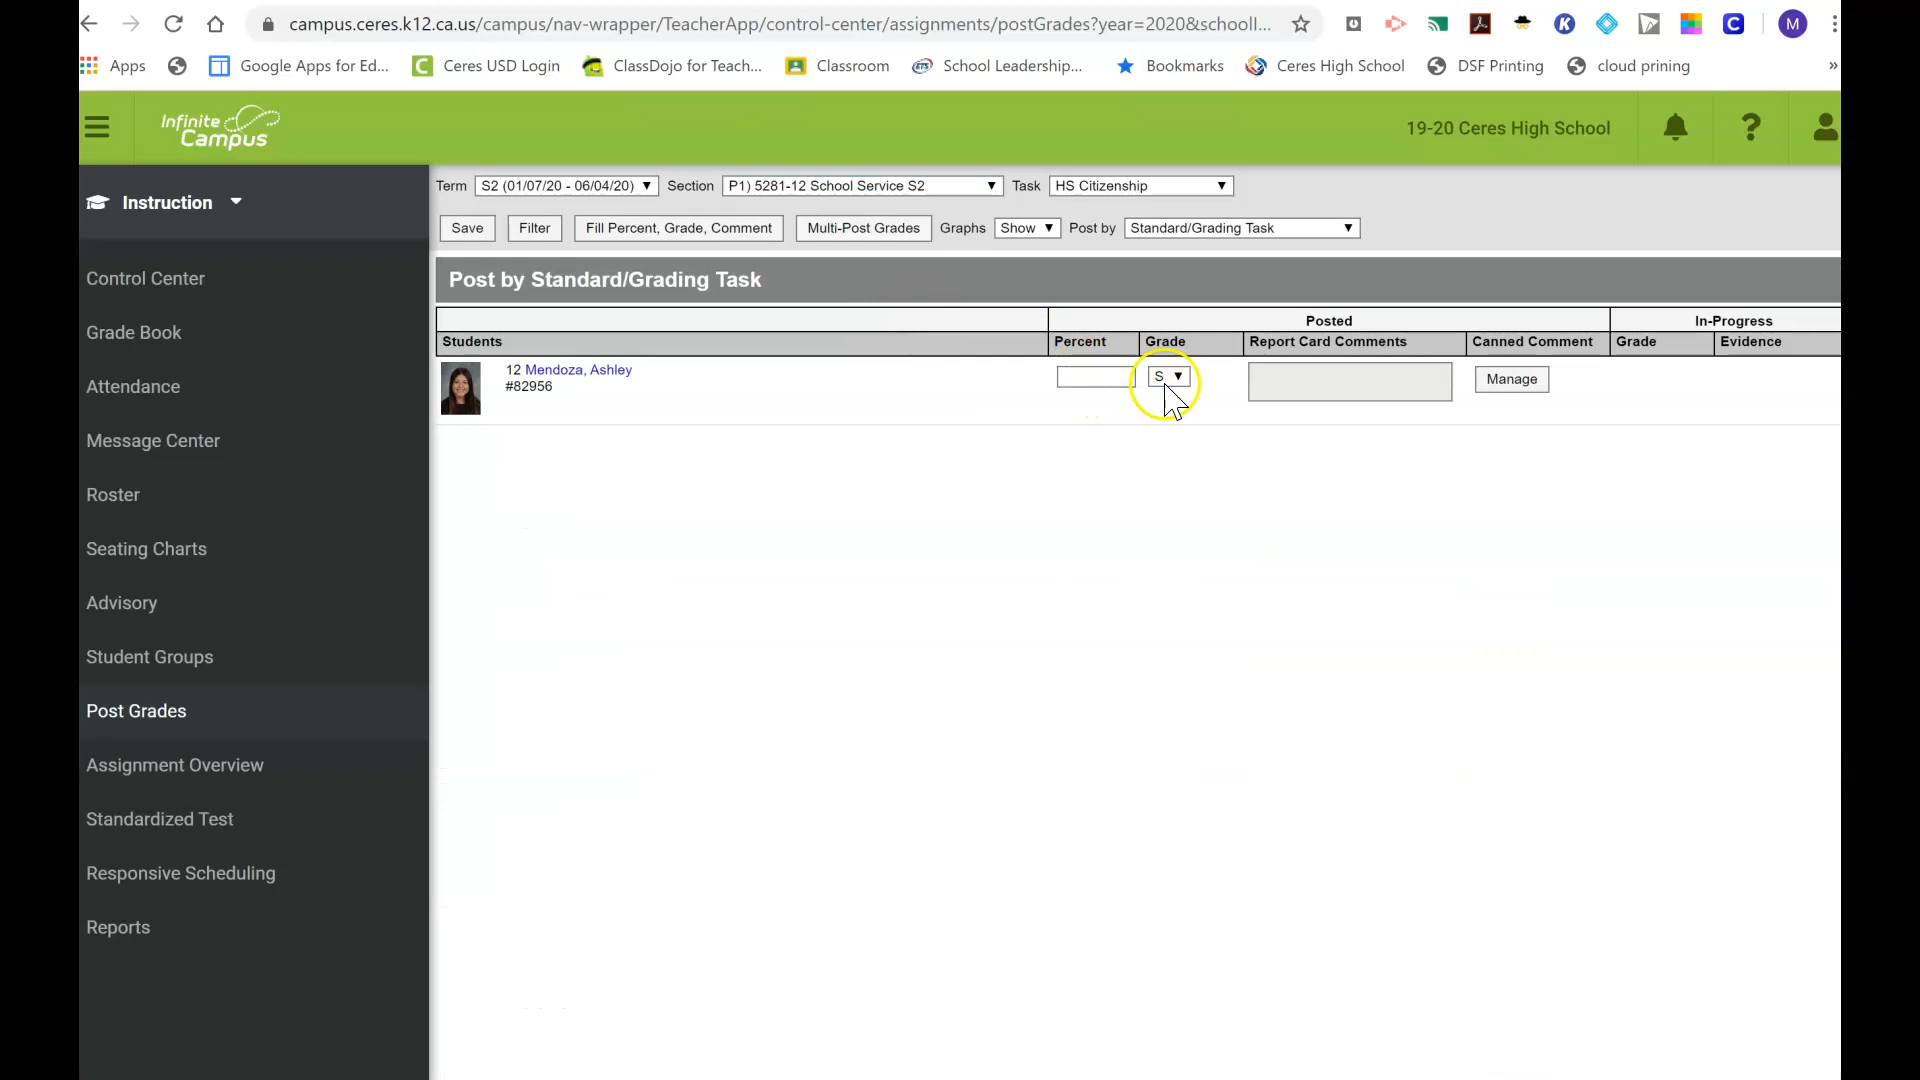 campus.ceres.k12.ca.us/campus/nav-wrapper/TeacherApp/control-center/assignments/postGrades?year=2020&schoolI...
M
Apps
Google Apps for Ed...
Ceres USD Login
ClassDojo for Teach...
Classroom
School Leadership...
Bookmarks
Ceres High School
DSF Printing
cloud prining
»
Infinite Campus
19-20 Ceres High School
Instruction
Control Center
Grade Book
Attendance
Message Center
Roster
Seating Charts
Advisory
Student Groups
Post Grades
Assignment Overview
Standardized Test
Responsive Scheduling
Reports
Term S2 (01/07/20 - 06/04/20) Section P1) 5281-12 School Service S2 Task HS Citizenship
Save Filter Fill Percent, Grade, Comment Multi-Post Grades Graphs Show Post by Standard/Grading Task
Post by Standard/Grading Task
Posted In-Progress
Students Percent Grade Report Card Comments Canned Comment Grade Evidence
12 Mendoza, Ashley S Manage
#82956